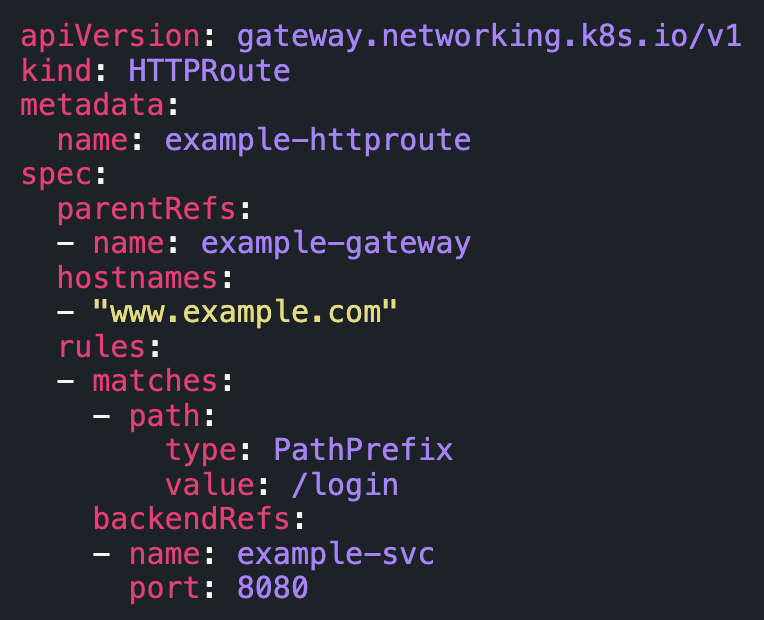 apiVersion: gateway.networking.k8s.io/v1
kind: HTTPRoute
metadata:
  name: example-httproute
spec:
  parentRefs:
  - name: example-gateway
  hostnames:
  - "www.example.com"
  rules:
  - matches:
    - path:
        type: PathPrefix
        value: /login
    backendRefs:
    - name: example-svc
      port: 8080